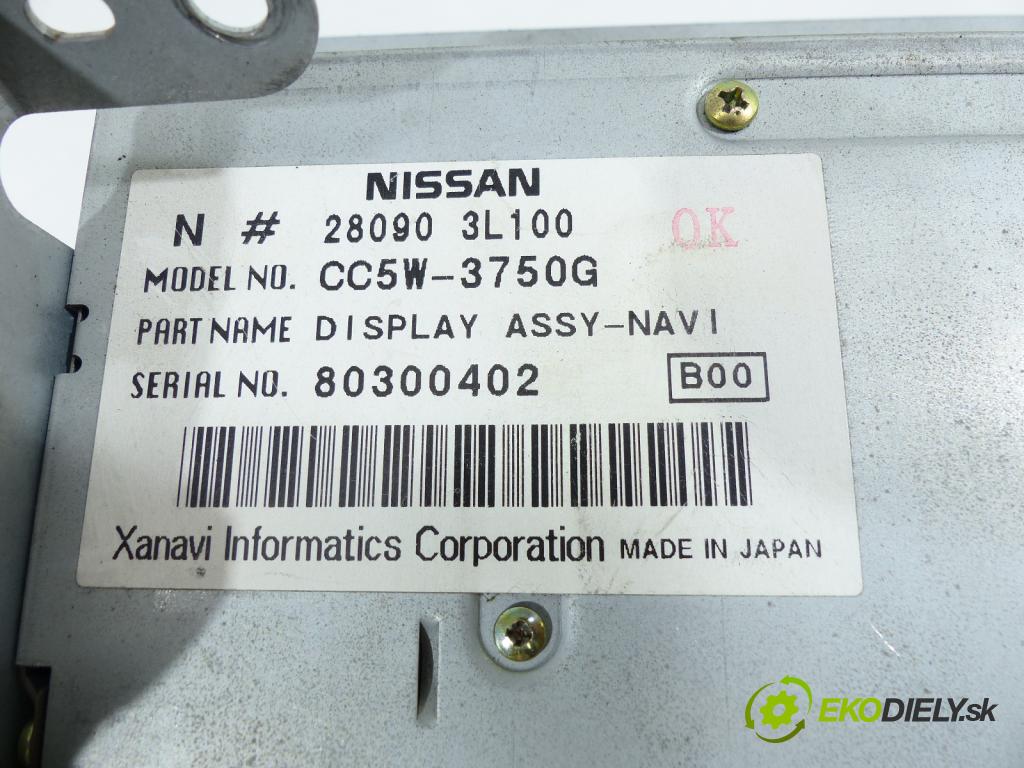 NISSAN
N # 28090 3L100 OK
MODEL NO. CC5W-3750G
PART NAME DISPLAY ASSY-NAVI
SERIAL NO. 80300402 B00
Xanavi Informatics Corporation MADE IN JAPAN
EKODIELY.sk